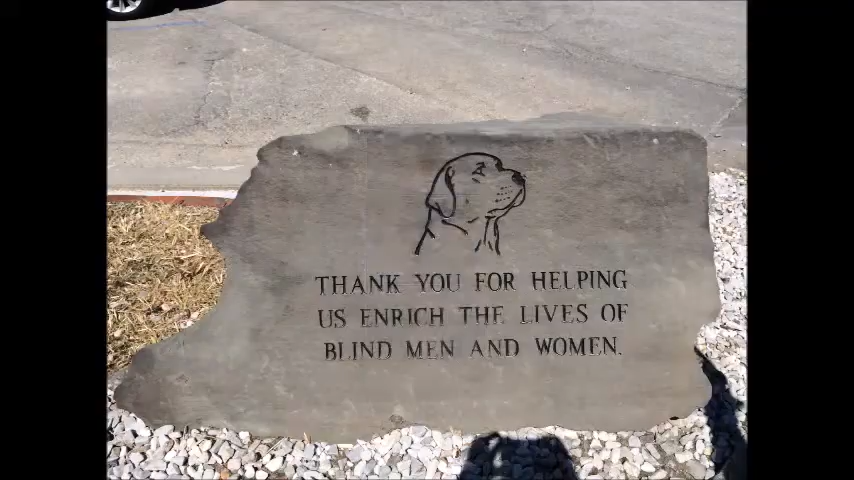 THANK YOU FOR HELPING
US ENRICH THE LIVES OF
BLIND MEN AND WOMEN.